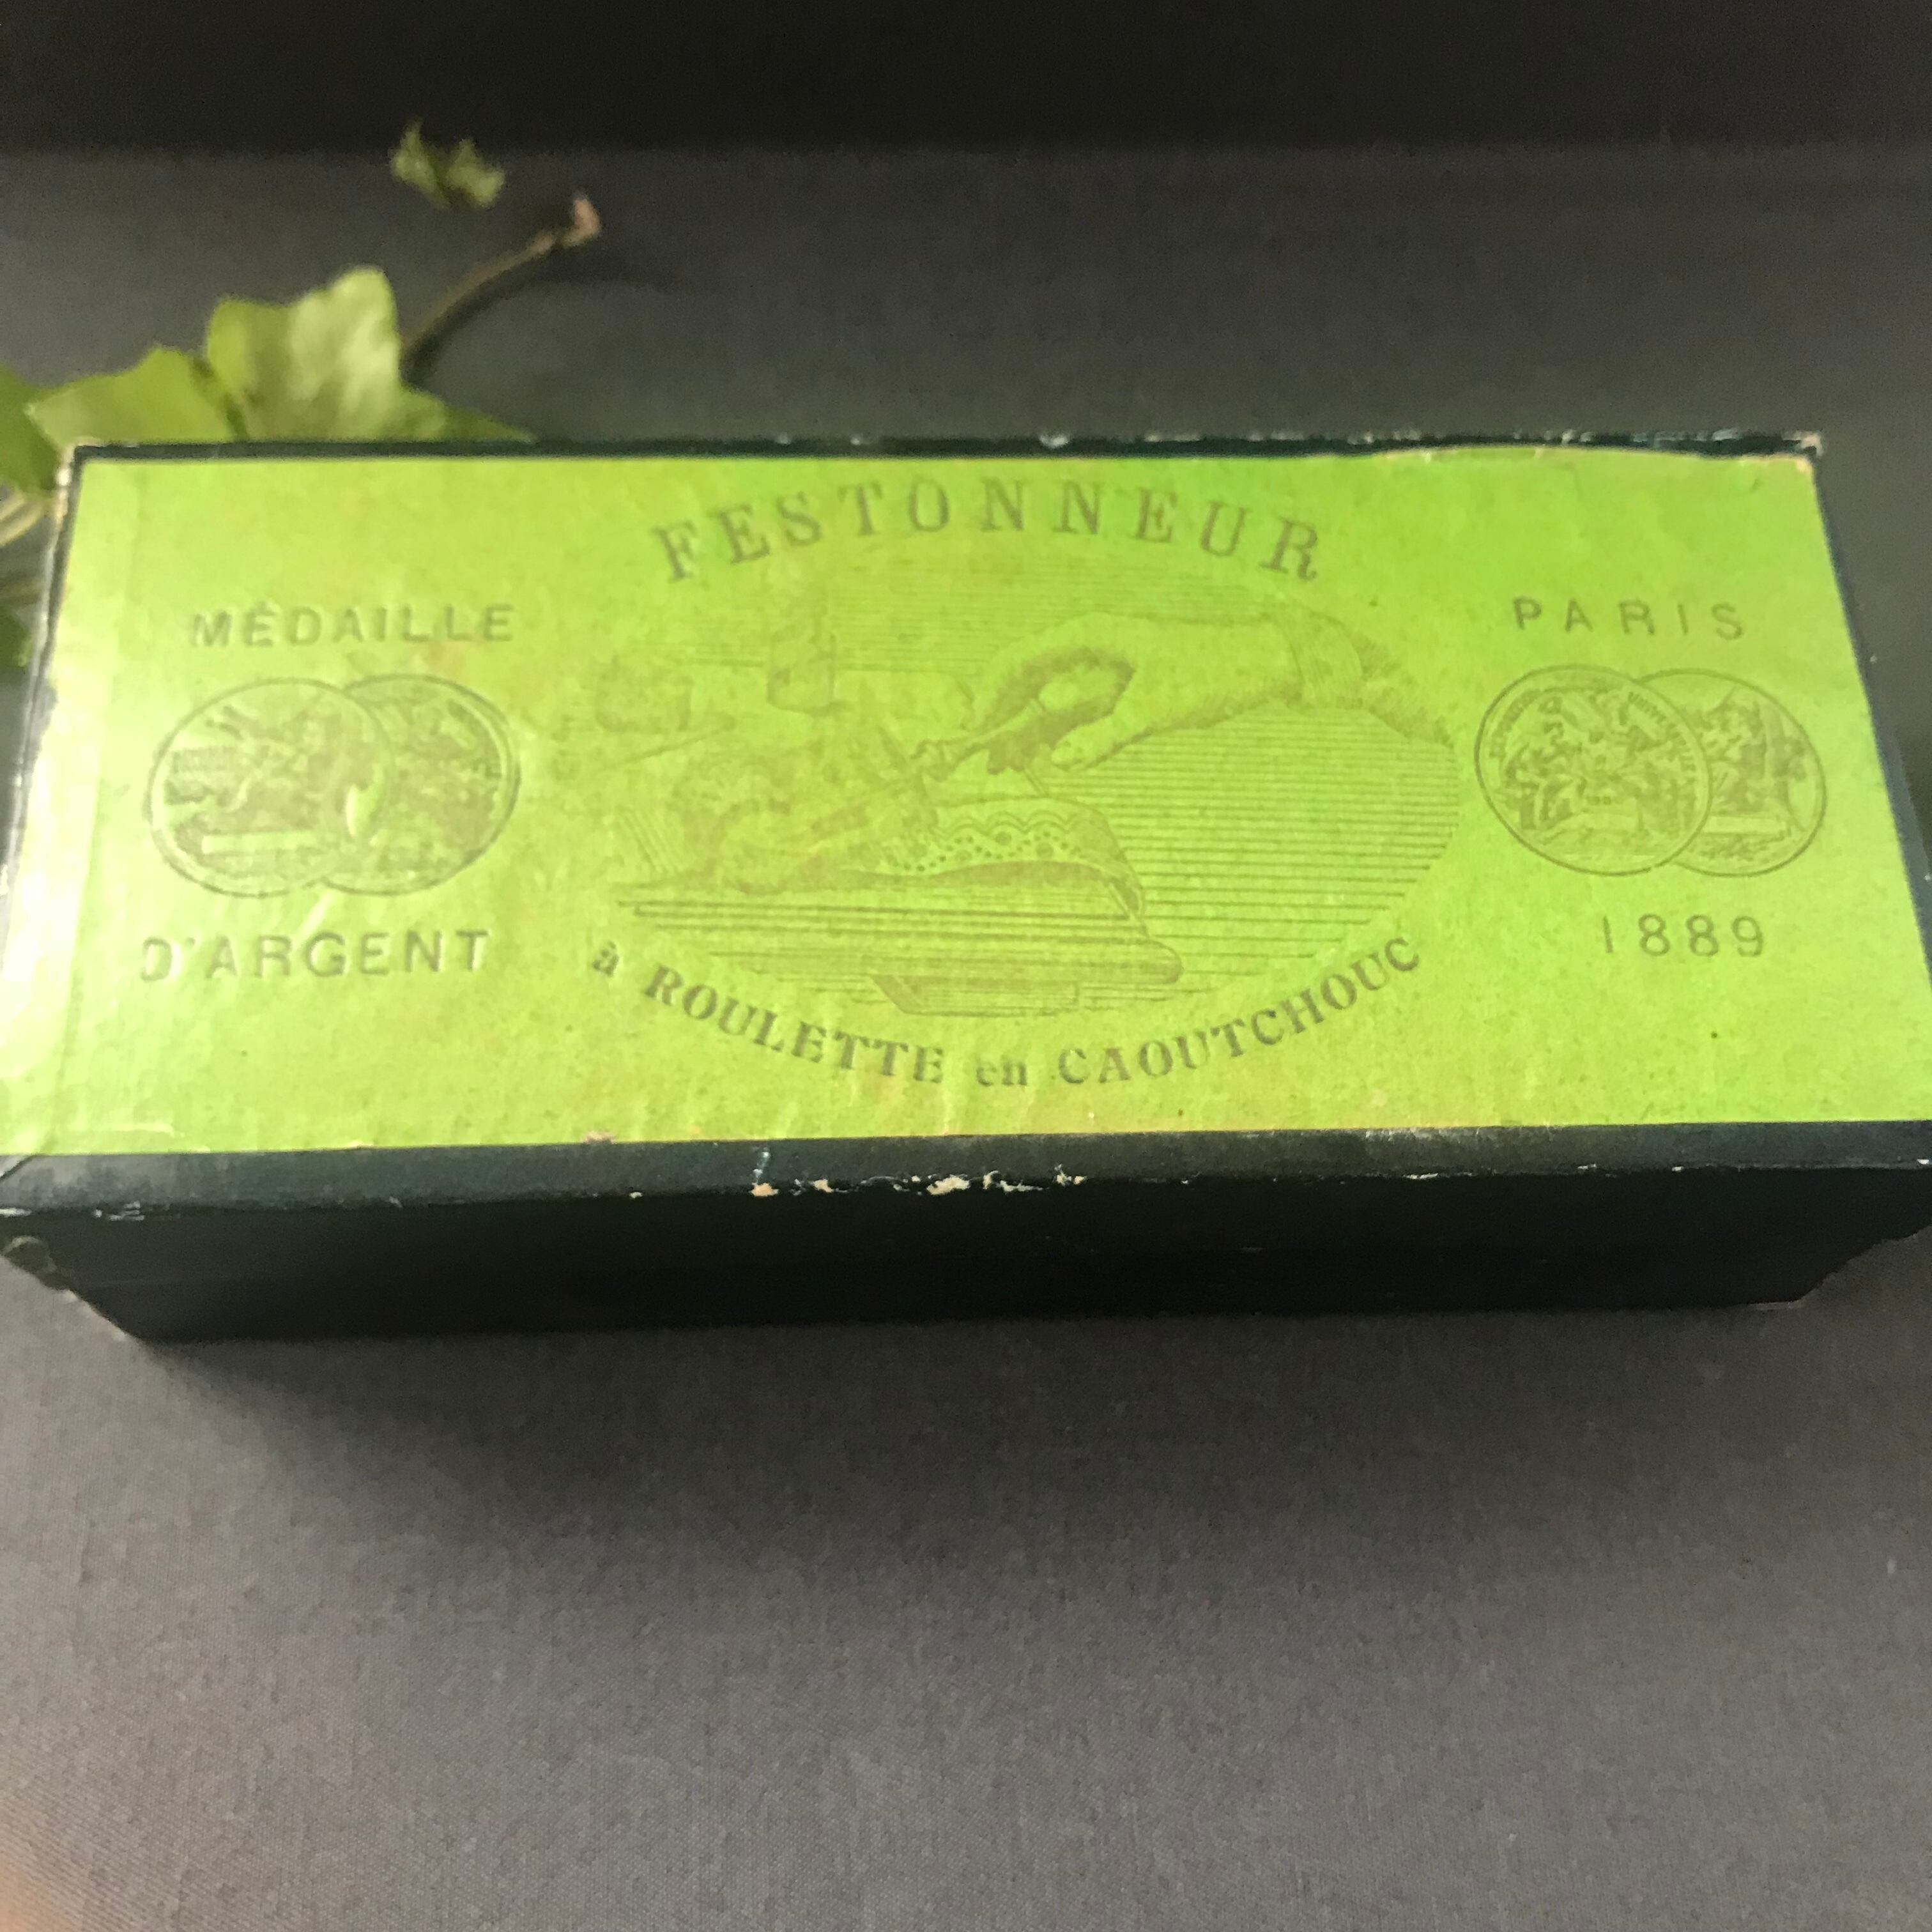 FESTONNEUR
MÉDAILLE
D'ARGENT
PARIS
1889
à ROULETTE en CAOUTCHOUC